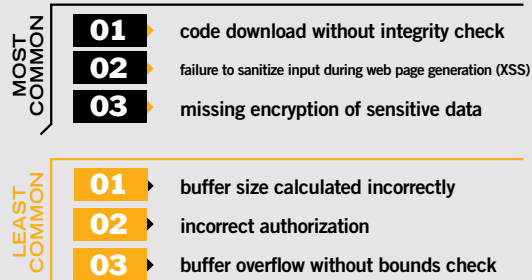 MOST
COMMON
01 code download without integrity check
02 failure to sanitize input during web page generation (XSS)
03 missing encryption of sensitive data
LEAST
COMMON
01 buffer size calculated incorrectly
02 incorrect authorization
03 buffer overflow without bounds check